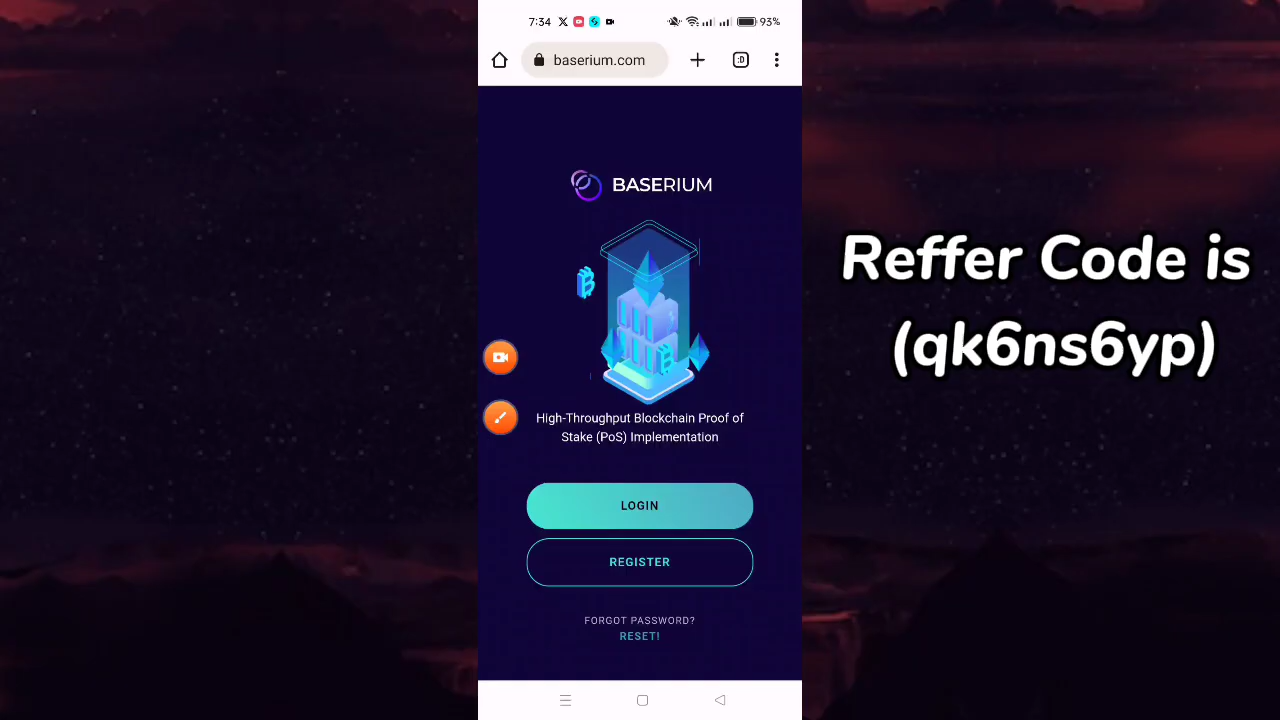 7:34
93%
baserium.com
:D
BASERIUM
High-Throughput Blockchain Proof of
Stake (PoS) Implementation
LOGIN
REGISTER
FORGOT PASSWORD?
RESET!
Reffer Code is
(qk6ns6yp)